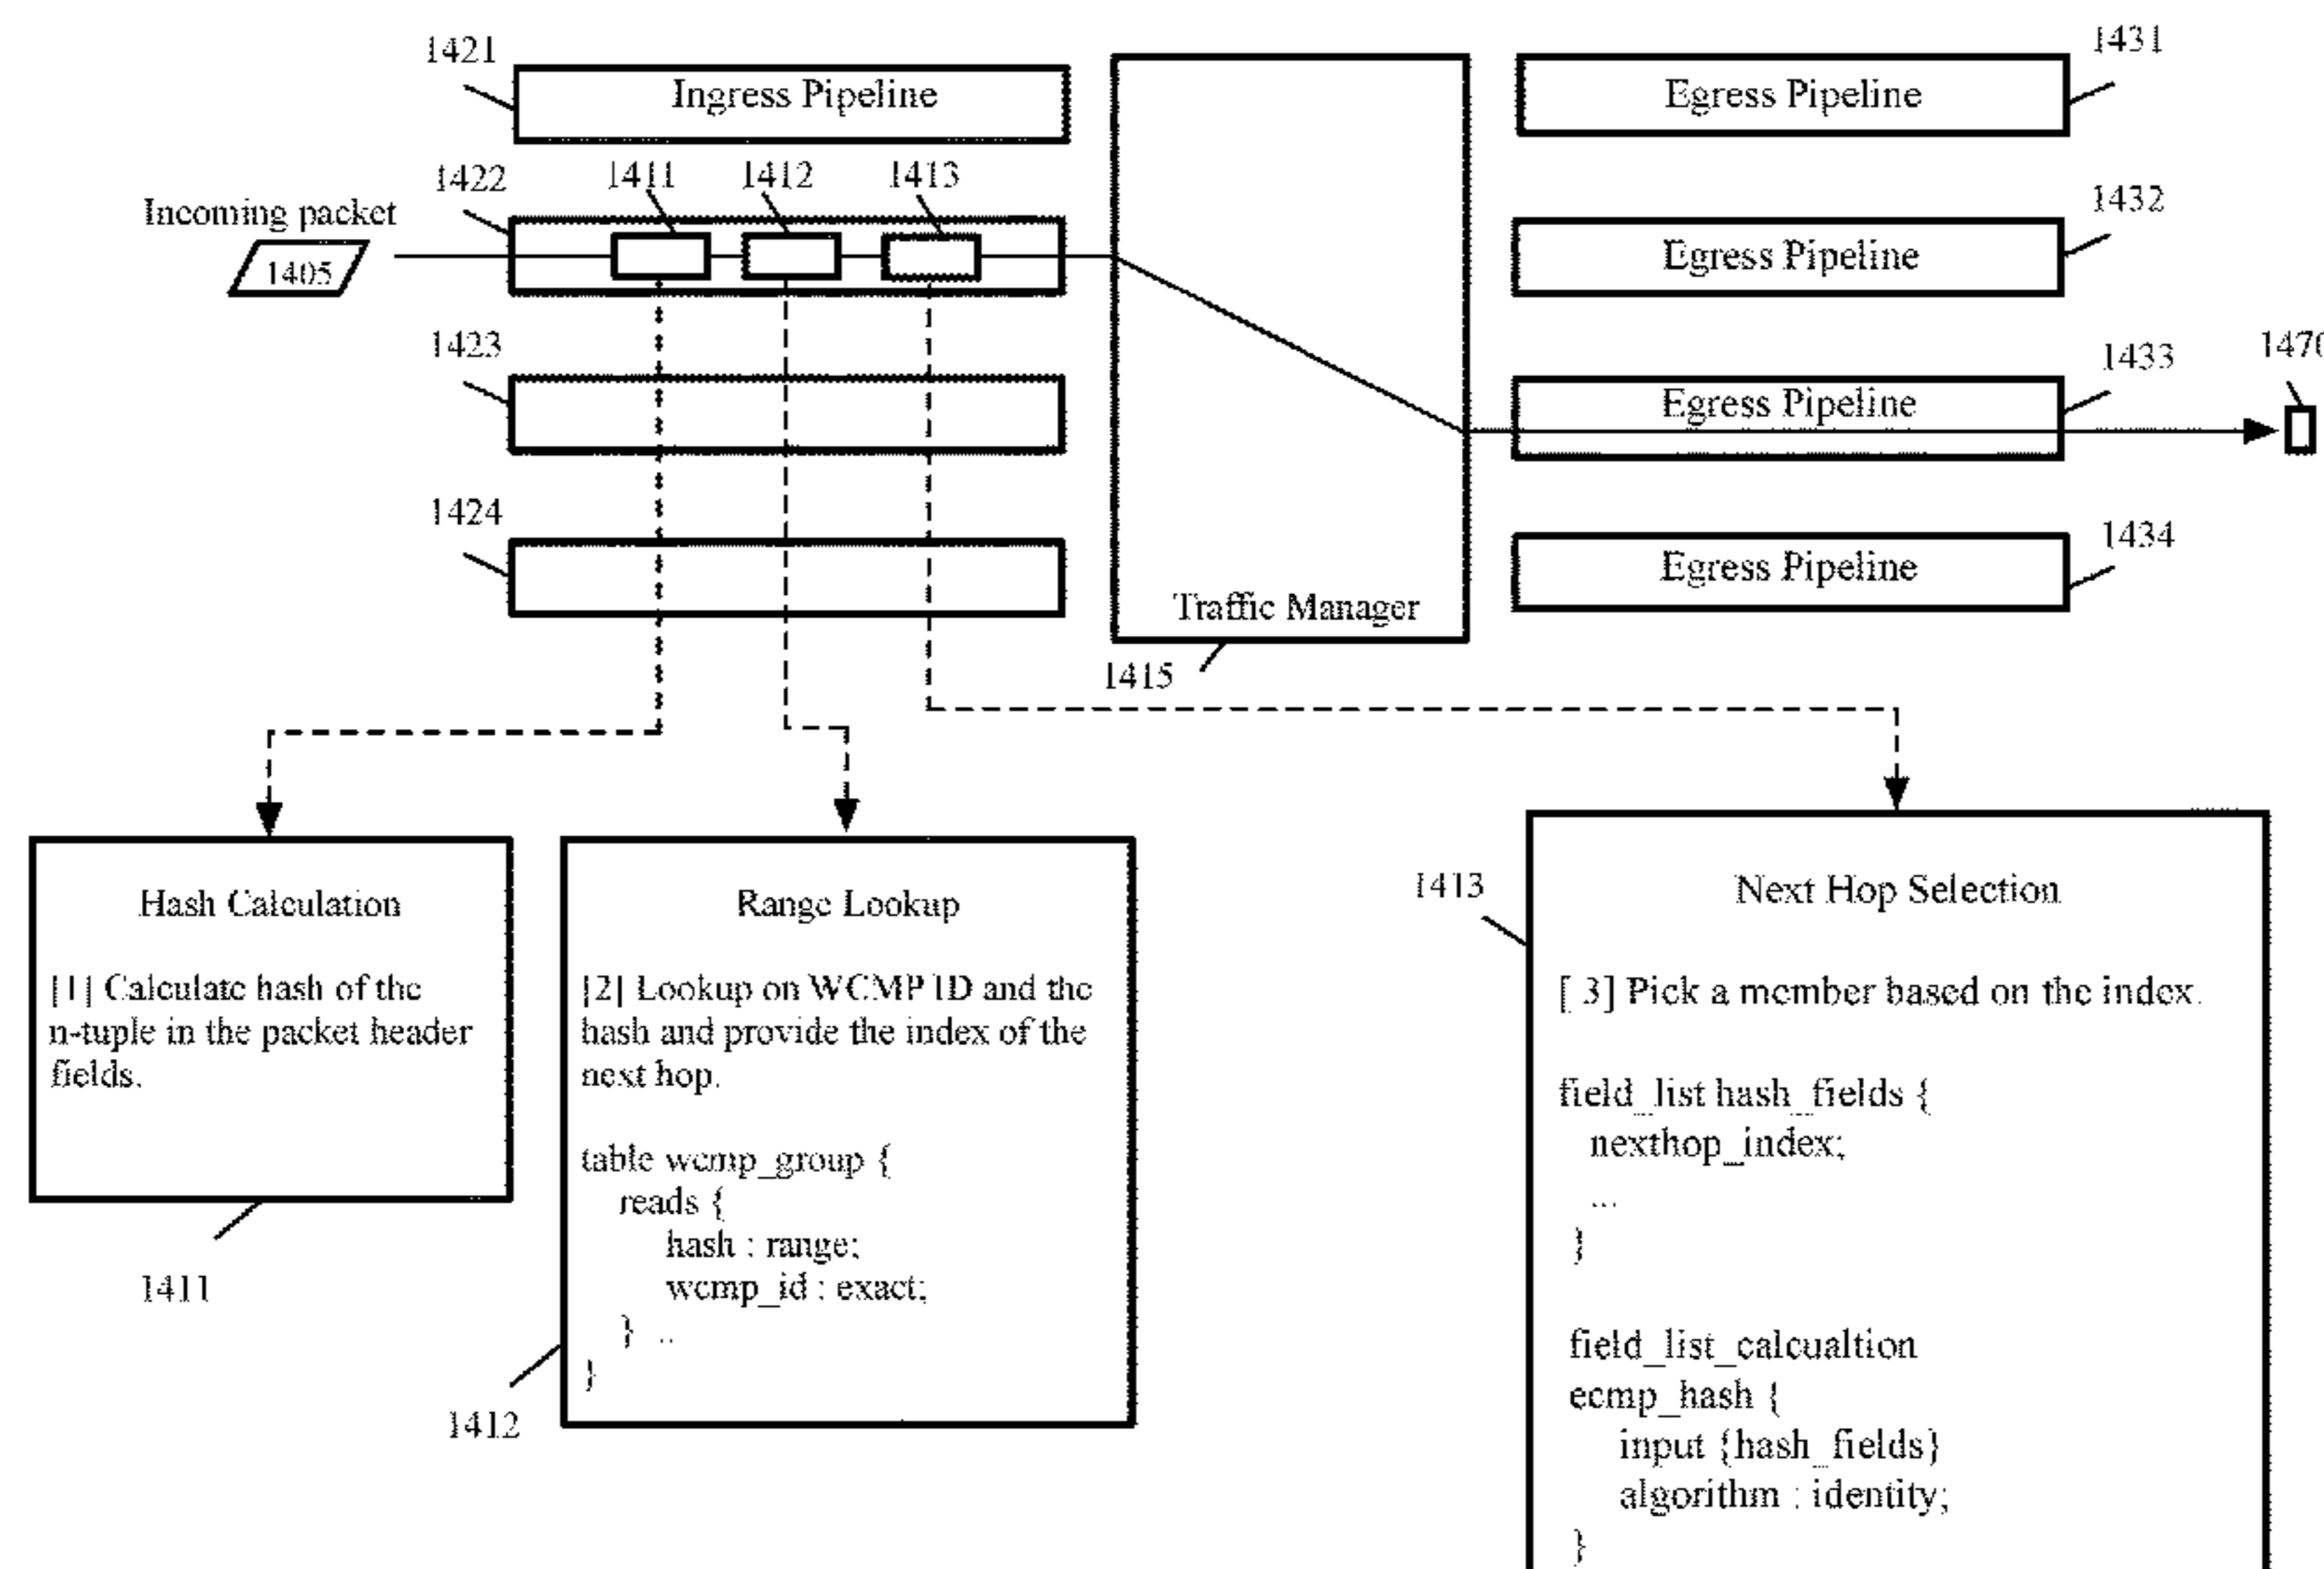 1421
Ingress Pipeline
Egress Pipeline
1431
1422
1411
1412
1413
Incoming packet
1405
Egress Pipeline
1432
1423
Egress Pipeline
1433
1470
1424
Egress Pipeline
1434
Traffic Manager
1415
Hash Calculation
[1] Calculate hash of the
n-tuple in the packet header
fields.
1411
Range Lookup
[2] Lookup on WCMP ID and the
hash and provide the index of the
next hop.
table wcmp_group {
reads {
hash : range;
wcmp_id : exact;
} ..
}
1412
1413
Next Hop Selection
[ 3] Pick a member based on the index.
field_list hash_fields {
nexthop_index;
...
}
field_list_calcualtion
ecmp_hash {
input {hash_fields}
algorithm : identity;
}